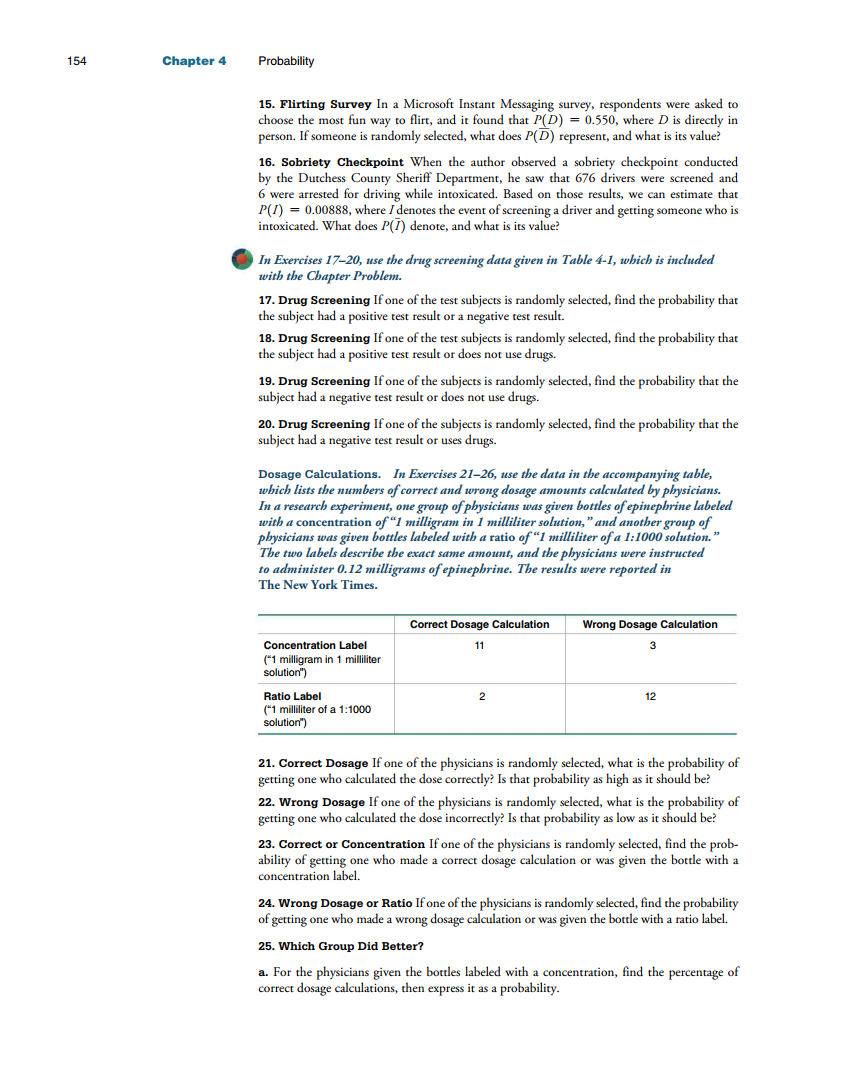 154 Chapter 4 Probability
15. Flirting Survey In a Microsoft Instant Messaging survey, respondents were asked to
choose the most fun way to flirt, and it found that P(D) = 0.550, where D is directly in
person. If someone is randomly selected, what does P(D̅) represent, and what is its value?
16. Sobriety Checkpoint When the author observed a sobriety checkpoint conducted
by the Dutchess County Sheriff Department, he saw that 676 drivers were screened and
6 were arrested for driving while intoxicated. Based on those results, we can estimate that
P(I) = 0.00888, where I denotes the event of screening a driver and getting someone who is
intoxicated. What does P(I̅) denote, and what is its value?
In Exercises 17–20, use the drug screening data given in Table 4-1, which is included
with the Chapter Problem.
17. Drug Screening If one of the test subjects is randomly selected, find the probability that
the subject had a positive test result or a negative test result.
18. Drug Screening If one of the test subjects is randomly selected, find the probability that
the subject had a positive test result or does not use drugs.
19. Drug Screening If one of the subjects is randomly selected, find the probability that the
subject had a negative test result or does not use drugs.
20. Drug Screening If one of the subjects is randomly selected, find the probability that the
subject had a negative test result or uses drugs.
Dosage Calculations. In Exercises 21–26, use the data in the accompanying table,
which lists the numbers of correct and wrong dosage amounts calculated by physicians.
In a research experiment, one group of physicians was given bottles of epinephrine labeled
with a concentration of “1 milligram in 1 milliliter solution,” and another group of
physicians was given bottles labeled with a ratio of “1 milliliter of a 1:1000 solution.”
The two labels describe the exact same amount, and the physicians were instructed
to administer 0.12 milligrams of epinephrine. The results were reported in
The New York Times.
Correct Dosage Calculation Wrong Dosage Calculation
Concentration Label 11 3
(“1 milligram in 1 milliliter
solution”)
Ratio Label 2 12
(“1 milliliter of a 1:1000
solution”)
21. Correct Dosage If one of the physicians is randomly selected, what is the probability of
getting one who calculated the dose correctly? Is that probability as high as it should be?
22. Wrong Dosage If one of the physicians is randomly selected, what is the probability of
getting one who calculated the dose incorrectly? Is that probability as low as it should be?
23. Correct or Concentration If one of the physicians is randomly selected, find the prob-
ability of getting one who made a correct dosage calculation or was given the bottle with a
concentration label.
24. Wrong Dosage or Ratio If one of the physicians is randomly selected, find the probability
of getting one who made a wrong dosage calculation or was given the bottle with a ratio label.
25. Which Group Did Better?
a. For the physicians given the bottles labeled with a concentration, find the percentage of
correct dosage calculations, then express it as a probability.